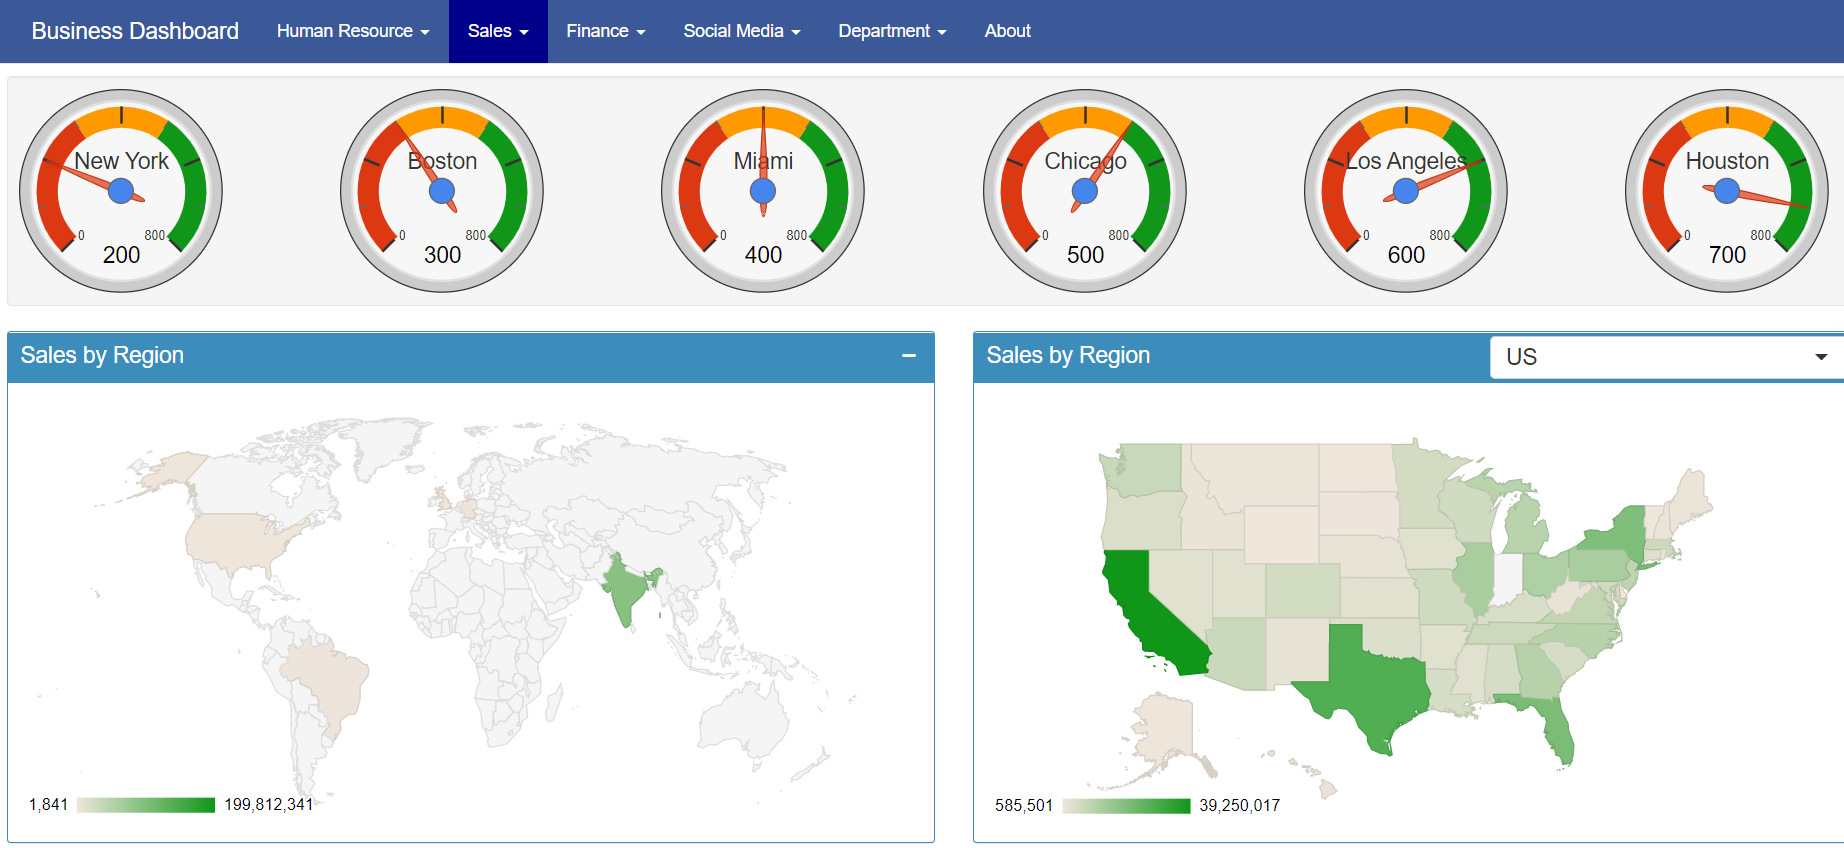 Business Dashboard Human Resource Sales Finance Social Media Department About
New York Boston Miami Chicago Los Angeles Houston
0 800 0 800 0 800 0 800 0 800 0 800
200 300 400 500 600 700
Sales by Region
Sales by Region US
1,841 199,812,341
585,501 39,250,017